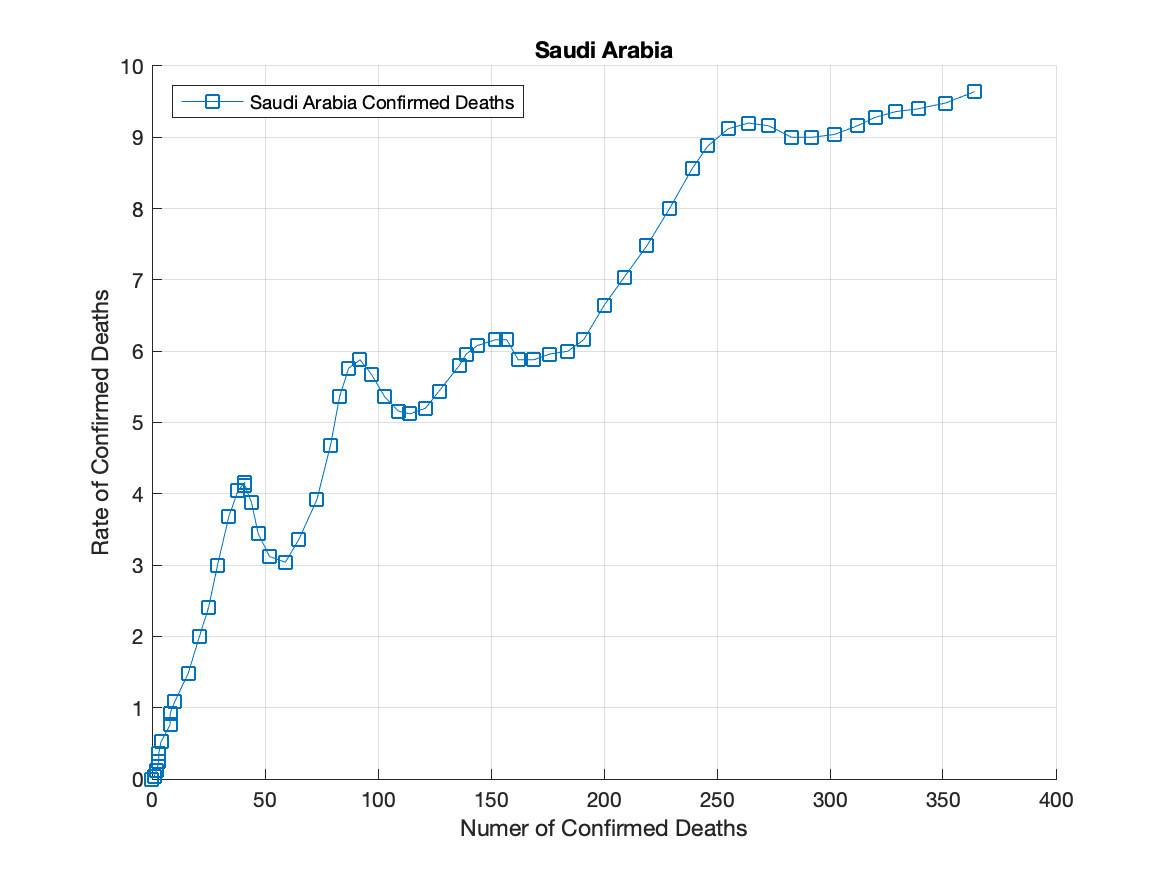 Saudi Arabia
Saudi Arabia Confirmed Deaths
Rate of Confirmed Deaths
10
9
8
7
6
5
4
3
2
1
0
0 50 100 150 200 250 300 350 400
Numer of Confirmed Deaths